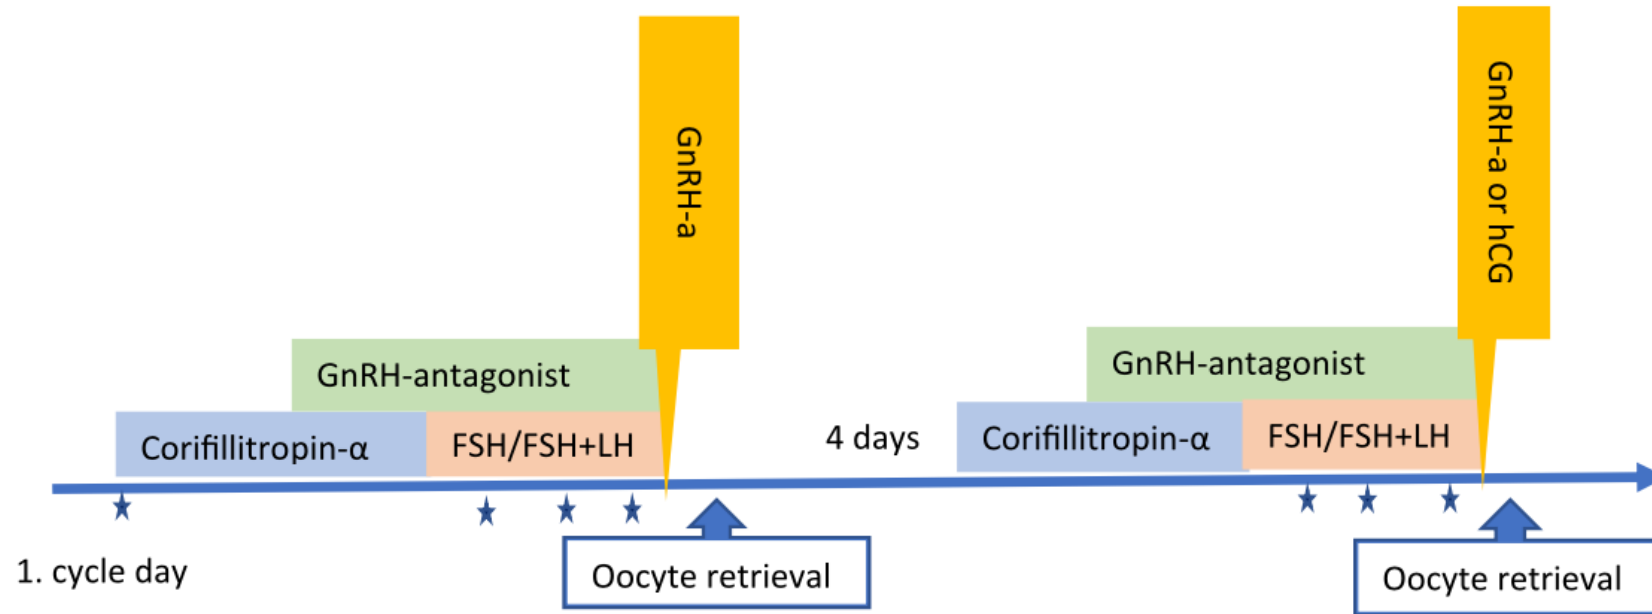 GnRH-a
GnRH-antagonist
Corifillitropin-α
FSH/FSH+LH
1. cycle day
Oocyte retrieval
4 days
GnRH-a or hCG
GnRH-antagonist
Corifillitropin-α
FSH/FSH+LH
Oocyte retrieval